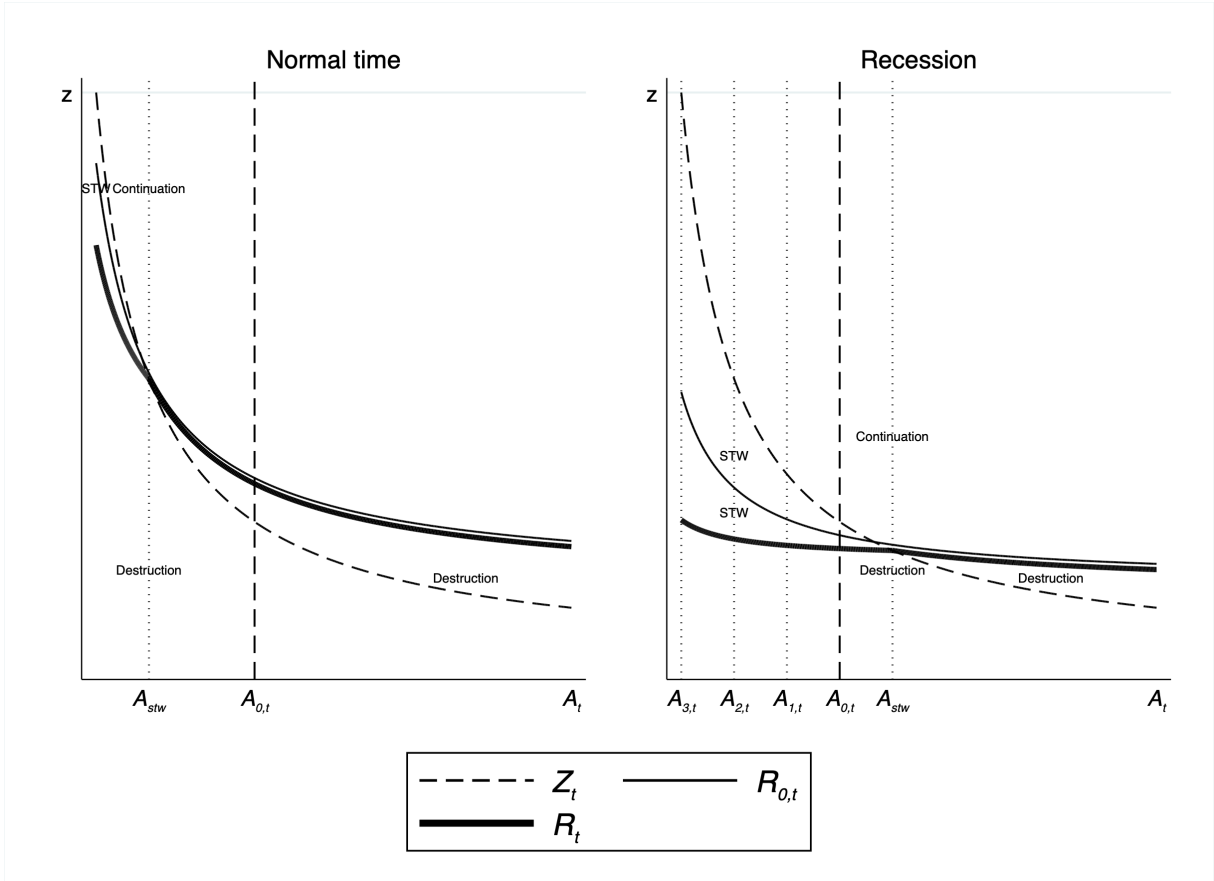 Normal time
Recession
z
z
STW Continuation
Continuation
STW
STW
Destruction
Destruction
Destruction
Destruction
A_stw
A_0,t
A_t
A_3,t
A_2,t
A_1,t
A_0,t
A_stw
A_t
Z_t
R_0,t
R_t